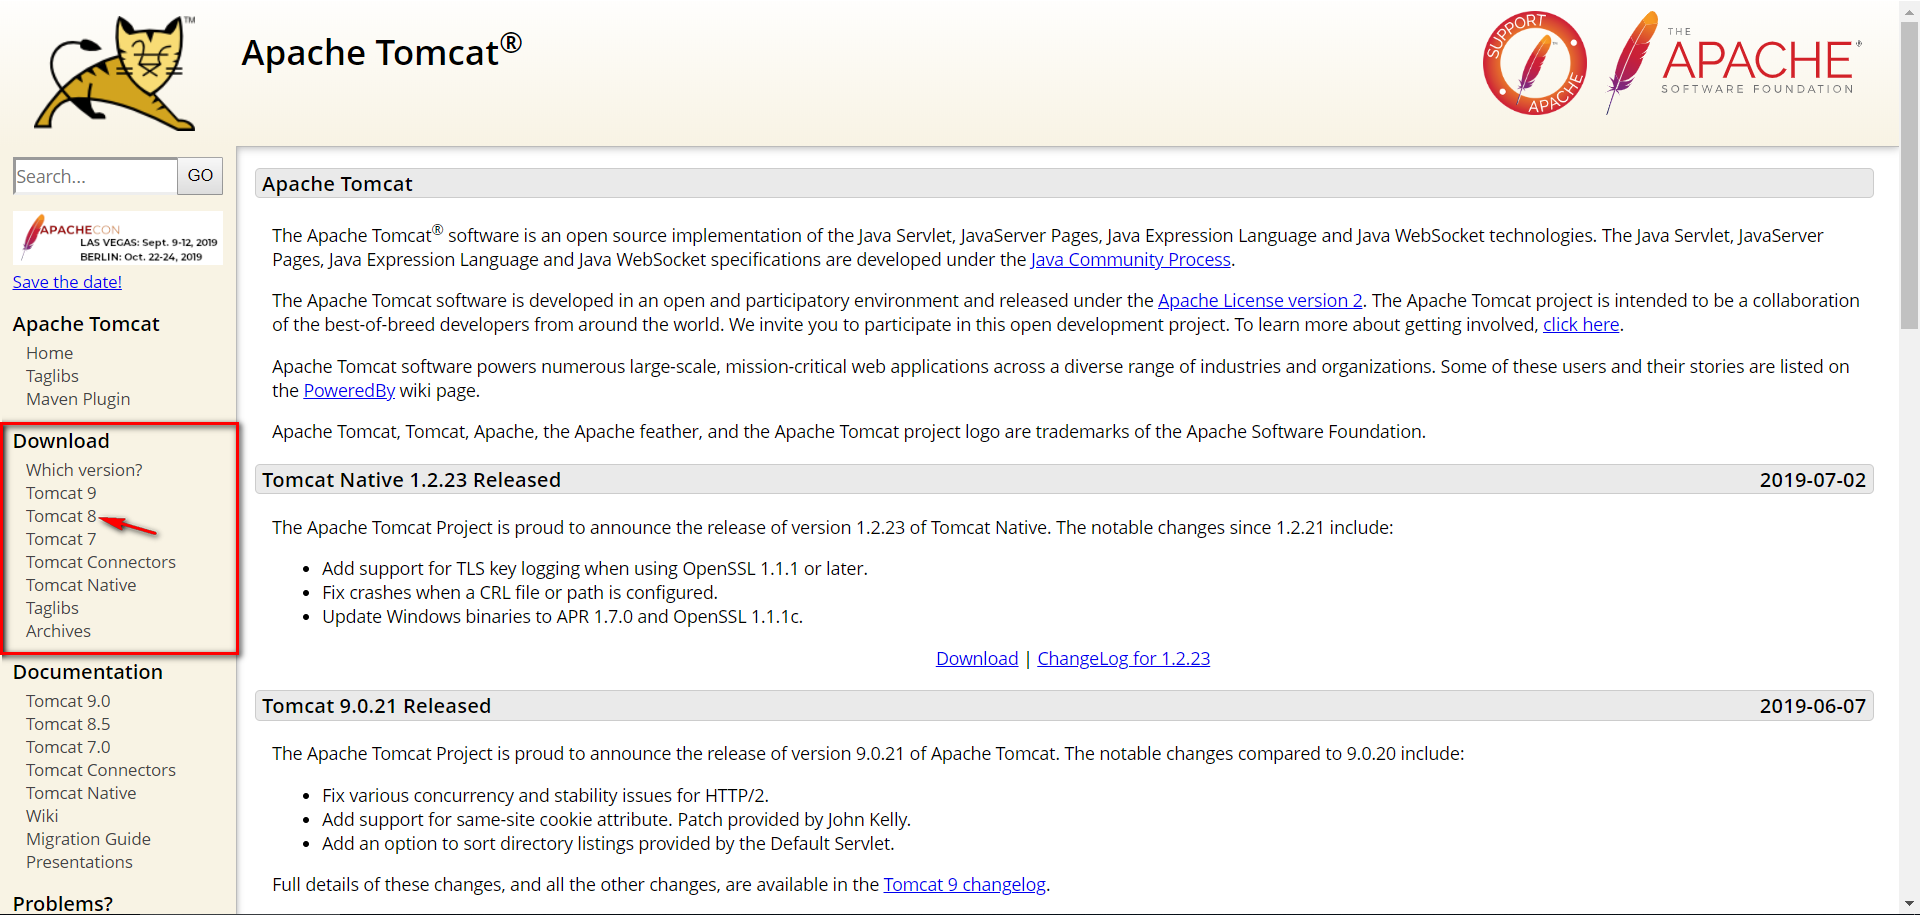 TM
Apache Tomcat®
SUPPORT
APACHE
THE
APACHE®
SOFTWARE FOUNDATION
Search...
GO
APACHECON
LAS VEGAS: Sept. 9-12, 2019
BERLIN: Oct. 22-24, 2019
Save the date!
Apache Tomcat
Home
Taglibs
Maven Plugin
Download
Which version?
Tomcat 9
Tomcat 8
Tomcat 7
Tomcat Connectors
Tomcat Native
Taglibs
Archives
Documentation
Tomcat 9.0
Tomcat 8.5
Tomcat 7.0
Tomcat Connectors
Tomcat Native
Wiki
Migration Guide
Presentations
Problems?
Apache Tomcat
The Apache Tomcat® software is an open source implementation of the Java Servlet, JavaServer Pages, Java Expression Language and Java WebSocket technologies. The Java Servlet, JavaServer
Pages, Java Expression Language and Java WebSocket specifications are developed under the Java Community Process.
The Apache Tomcat software is developed in an open and participatory environment and released under the Apache License version 2. The Apache Tomcat project is intended to be a collaboration
of the best-of-breed developers from around the world. We invite you to participate in this open development project. To learn more about getting involved, click here.
Apache Tomcat software powers numerous large-scale, mission-critical web applications across a diverse range of industries and organizations. Some of these users and their stories are listed on
the PoweredBy wiki page.
Apache Tomcat, Tomcat, Apache, the Apache feather, and the Apache Tomcat project logo are trademarks of the Apache Software Foundation.
Tomcat Native 1.2.23 Released 2019-07-02
The Apache Tomcat Project is proud to announce the release of version 1.2.23 of Tomcat Native. The notable changes since 1.2.21 include:
• Add support for TLS key logging when using OpenSSL 1.1.1 or later.
• Fix crashes when a CRL file or path is configured.
• Update Windows binaries to APR 1.7.0 and OpenSSL 1.1.1c.
Download | ChangeLog for 1.2.23
Tomcat 9.0.21 Released 2019-06-07
The Apache Tomcat Project is proud to announce the release of version 9.0.21 of Apache Tomcat. The notable changes compared to 9.0.20 include:
• Fix various concurrency and stability issues for HTTP/2.
• Add support for same-site cookie attribute. Patch provided by John Kelly.
• Add an option to sort directory listings provided by the Default Servlet.
Full details of these changes, and all the other changes, are available in the Tomcat 9 changelog.